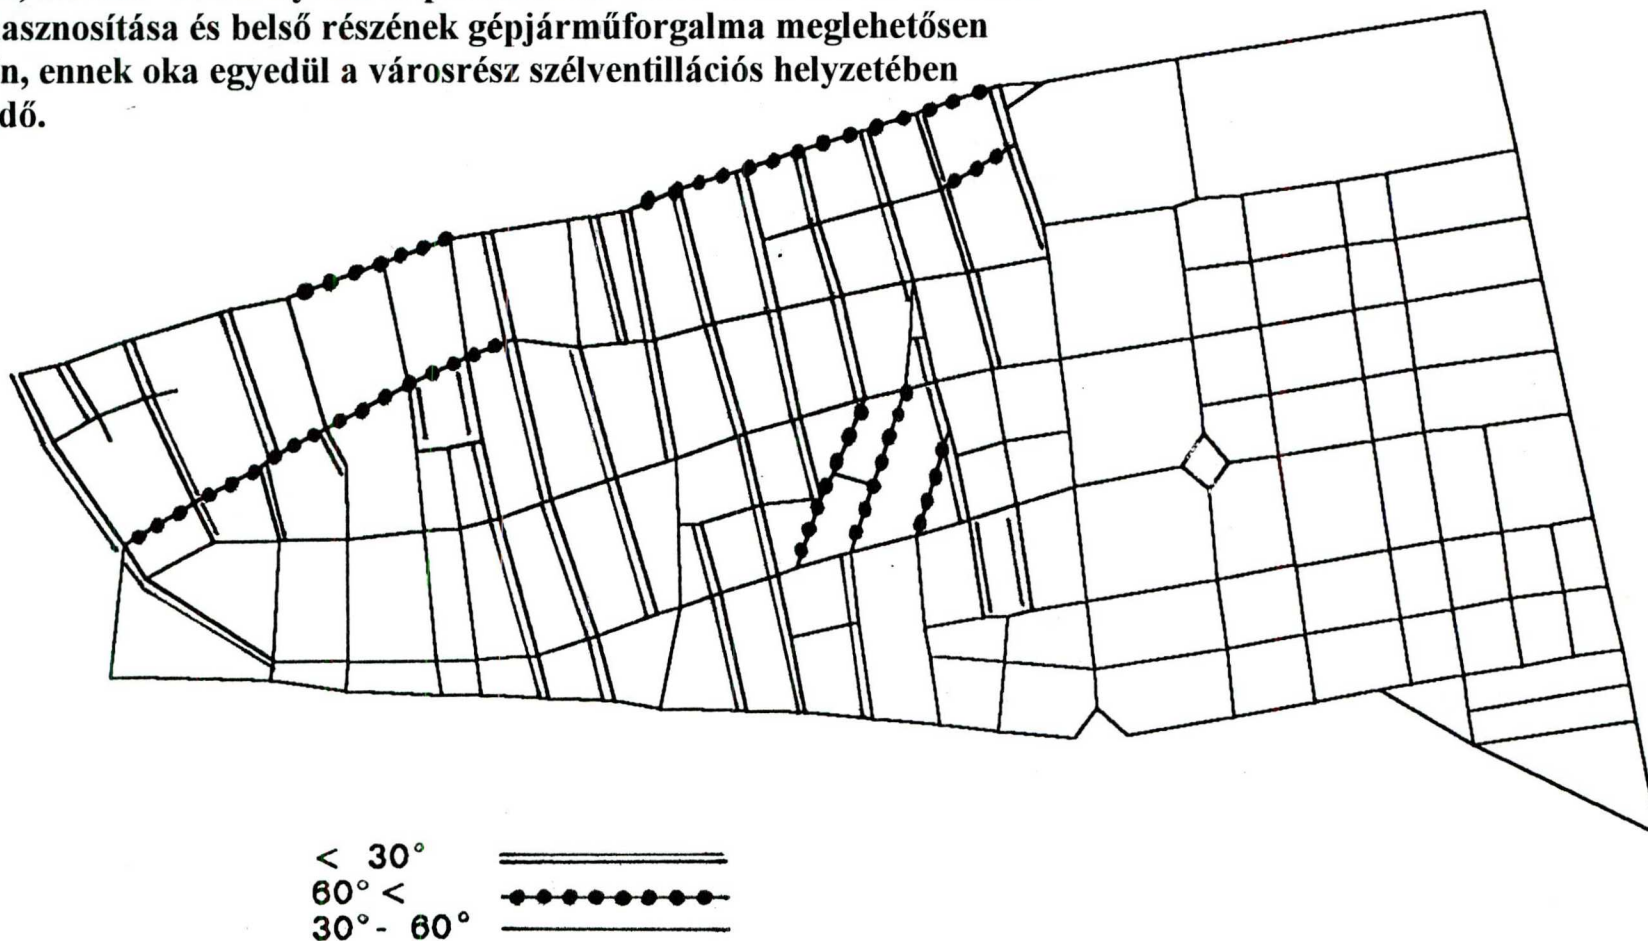 asznosítása és belső részének gépjárműforgalma meglehetősen
n, ennek oka egyedül a városrész szélventillációs helyzetében
dő.
< 30°
60° <
30° - 60°